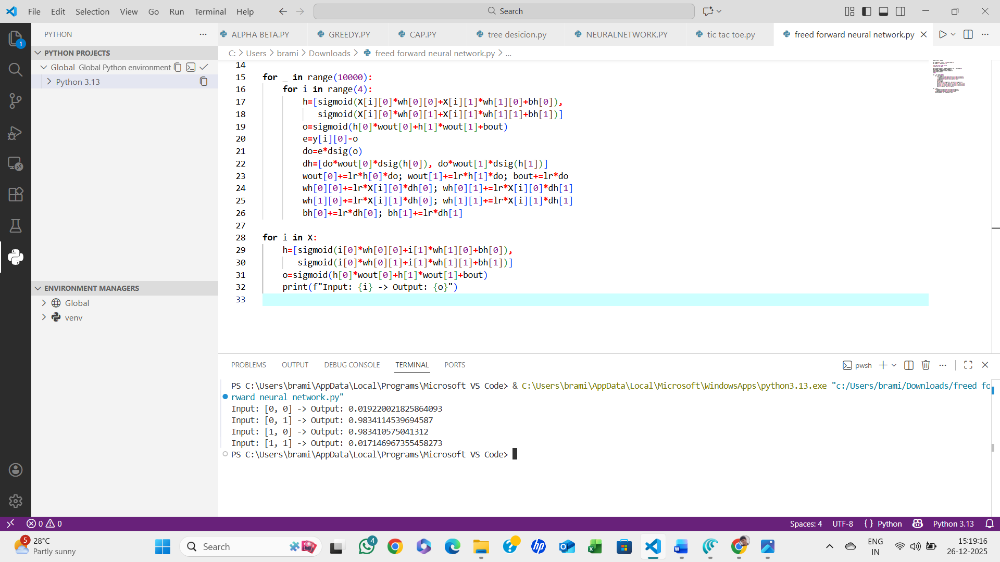 File Edit Selection View Go Run Terminal Help
Search
PYTHON
PYTHON PROJECTS
Global Global Python environment
Python 3.13
ENVIRONMENT MANAGERS
Global
venv
1
ALPHA BETA.PY GREEDY.PY CAP.PY tree desicion.py NEURALNETWORK.PY tic tac toe.py freed forward neural network.py
C: > Users > brami > Downloads > freed forward neural network.py > ...
14
15 for _ in range(10000):
16     for i in range(4):
17         h=[sigmoid(X[i][0]*wh[0][0]+X[i][1]*wh[1][0]+bh[0]),
18            sigmoid(X[i][0]*wh[0][1]+X[i][1]*wh[1][1]+bh[1])]
19         o=sigmoid(h[0]*wout[0]+h[1]*wout[1]+bout)
20         e=y[i][0]-o
21         do=e*dsig(o)
22         dh=[do*wout[0]*dsig(h[0]), do*wout[1]*dsig(h[1])]
23         wout[0]+=lr*h[0]*do; wout[1]+=lr*h[1]*do; bout+=lr*do
24         wh[0][0]+=lr*X[i][0]*dh[0]; wh[0][1]+=lr*X[i][0]*dh[1]
25         wh[1][0]+=lr*X[i][1]*dh[0]; wh[1][1]+=lr*X[i][1]*dh[1]
26         bh[0]+=lr*dh[0]; bh[1]+=lr*dh[1]
27
28 for i in X:
29     h=[sigmoid(i[0]*wh[0][0]+i[1]*wh[1][0]+bh[0]),
30        sigmoid(i[0]*wh[0][1]+i[1]*wh[1][1]+bh[1])]
31     o=sigmoid(h[0]*wout[0]+h[1]*wout[1]+bout)
32     print(f"Input: {i} -> Output: {o}")
33
PROBLEMS OUTPUT DEBUG CONSOLE TERMINAL PORTS
pwsh
PS C:\Users\brami\AppData\Local\Programs\Microsoft VS Code> & C:\Users\brami\AppData\Local\Microsoft\WindowsApps\python3.13.exe "c:/Users/brami/Downloads/freed fo
rward neural network.py"
Input: [0, 0] -> Output: 0.019220021825864093
Input: [0, 1] -> Output: 0.9834114539694587
Input: [1, 0] -> Output: 0.983410575041312
Input: [1, 1] -> Output: 0.017146967355458273
PS C:\Users\brami\AppData\Local\Programs\Microsoft VS Code>
0 0
Spaces: 4 UTF-8 { } Python Python 3.13
5
28°C
Partly sunny
Search
4
ENG
IN
15:19:16
26-12-2025